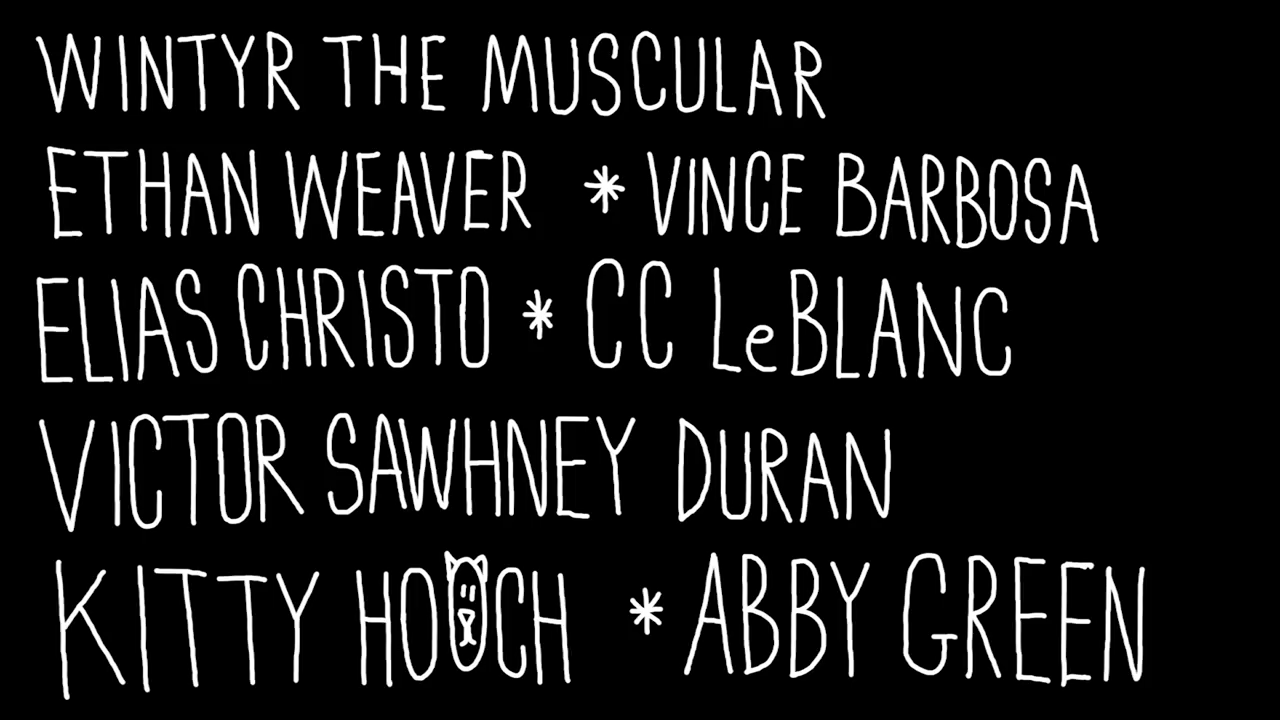 WINTYR THE MUSCULAR
ETHAN WEAVER * VINCE BARBOSA
ELIAS CHRISTO * CC LeBLANC
VICTOR SAWHNEY DURAN
KITTY HOOCH * ABBY GREEN